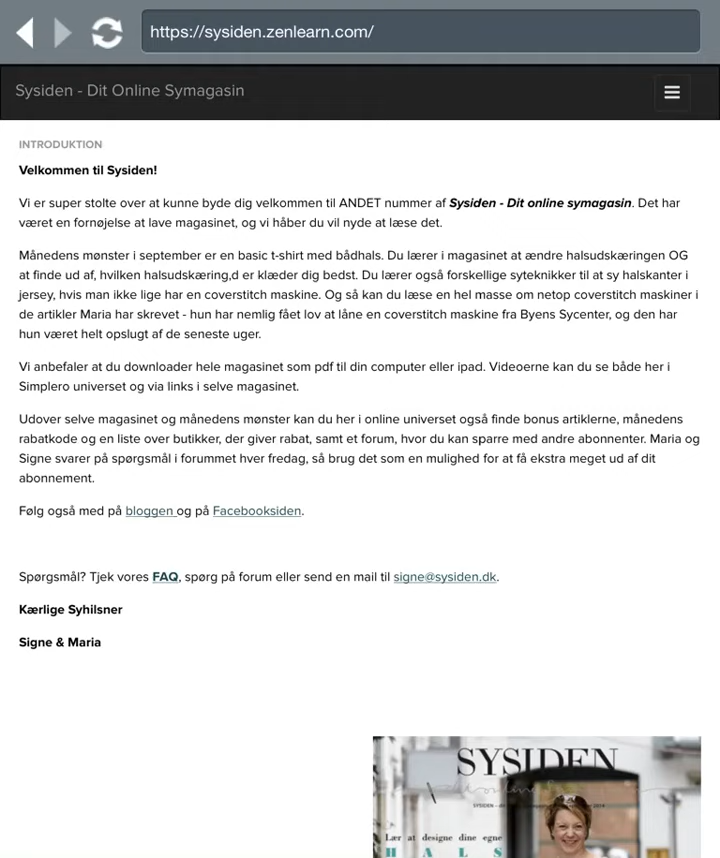 https://sysiden.zenlearn.com/
Sysiden - Dit Online Symagasin
INTRODUKTION
Velkommen til Sysiden!
Vi er super stolte over at kunne byde dig velkommen til ANDET nummer af Sysiden - Dit online symagasin. Det har
været en fornøjelse at lave magasinet, og vi håber du vil nyde at læse det.
Månedens mønster i september er en basic t-shirt med bådhals. Du lærer i magasinet at ændre halsudskæringen OG
at finde ud af, hvilken halsudskæring,d er klæder dig bedst. Du lærer også forskellige syteknikker til at sy halskanter i
jersey, hvis man ikke lige har en coverstitch maskine. Og så kan du læse en hel masse om netop coverstitch maskiner i
de artikler Maria har skrevet - hun har nemlig fået lov at låne en coverstitch maskine fra Byens Sycenter, og den har
hun været helt opslugt af de seneste uger.
Vi anbefaler at du downloader hele magasinet som pdf til din computer eller ipad. Videoerne kan du se både her i
Simplero universet og via links i selve magasinet.
Udover selve magasinet og månedens mønster kan du her i online universet også finde bonus artiklerne, månedens
rabatkode og en liste over butikker, der giver rabat, samt et forum, hvor du kan sparre med andre abonnenter. Maria og
Signe svarer på spørgsmål i forummet hver fredag, så brug det som en mulighed for at få ekstra meget ud af dit
abonnement.
Følg også med på bloggen og på Facebooksiden.
Spørgsmål? Tjek vores FAQ, spørg på forum eller send en mail til signe@sysiden.dk.
Kærlige Syhilsner
Signe & Maria
SYSIDEN
Lær at designe dine egne
HALS